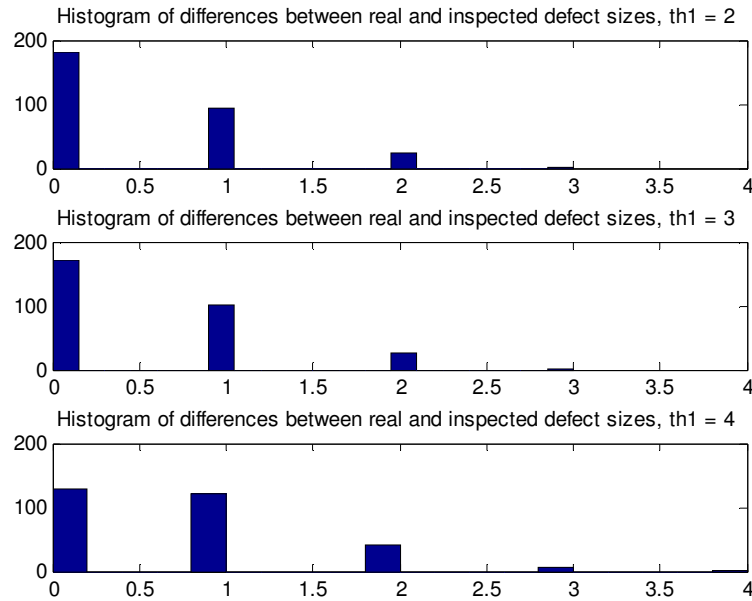 Histogram of differences between real and inspected defect sizes, th1 = 2
200
100
0
0 0.5 1 1.5 2 2.5 3 3.5 4
Histogram of differences between real and inspected defect sizes, th1 = 3
200
100
0
0 0.5 1 1.5 2 2.5 3 3.5 4
Histogram of differences between real and inspected defect sizes, th1 = 4
200
100
0
0 0.5 1 1.5 2 2.5 3 3.5 4